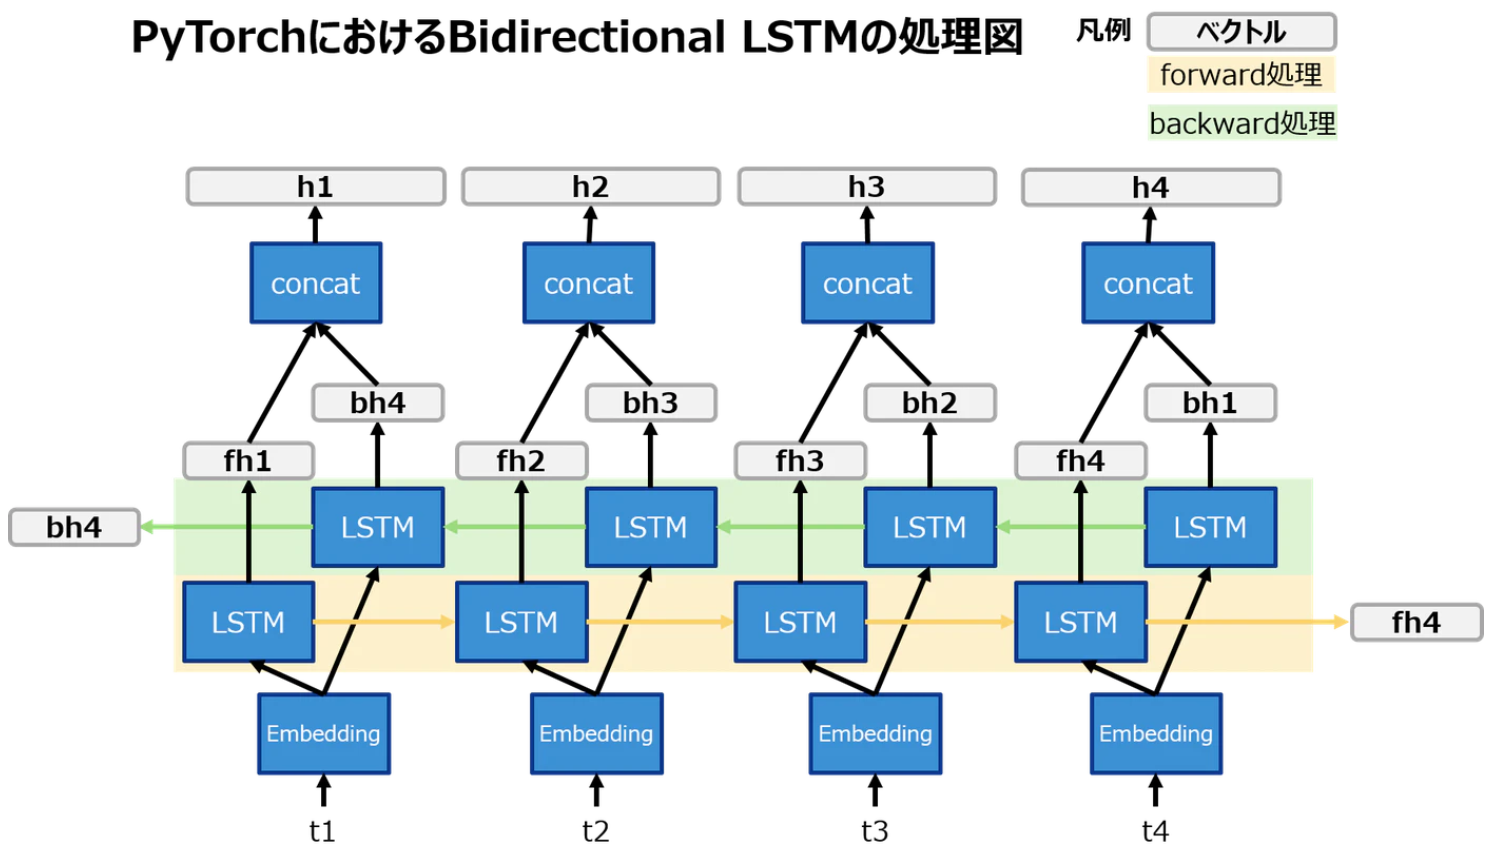 PyTorchにおけるBidirectional LSTMの処理図
凡例
ベクトル
forward処理
backward処理
h1
h2
h3
h4
concat
concat
concat
concat
bh4
bh3
bh2
bh1
fh1
fh2
fh3
fh4
bh4
LSTM
LSTM
LSTM
LSTM
LSTM
LSTM
LSTM
LSTM
fh4
Embedding
Embedding
Embedding
Embedding
t1
t2
t3
t4